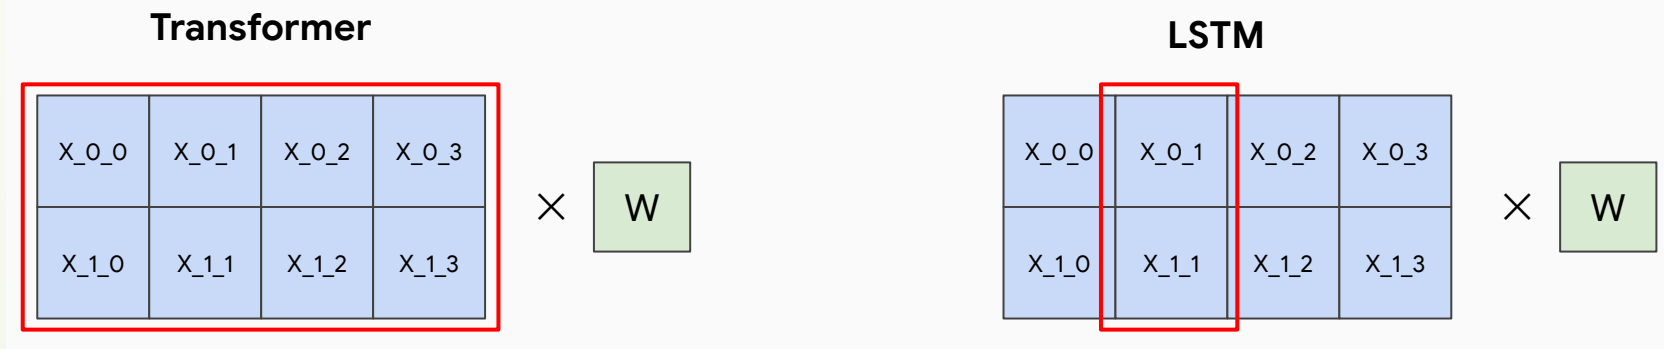 Transformer
X_0_0 X_0_1 X_0_2 X_0_3
X_1_0 X_1_1 X_1_2 X_1_3
× W
LSTM
X_0_0 X_0_1 X_0_2 X_0_3
X_1_0 X_1_1 X_1_2 X_1_3
× W